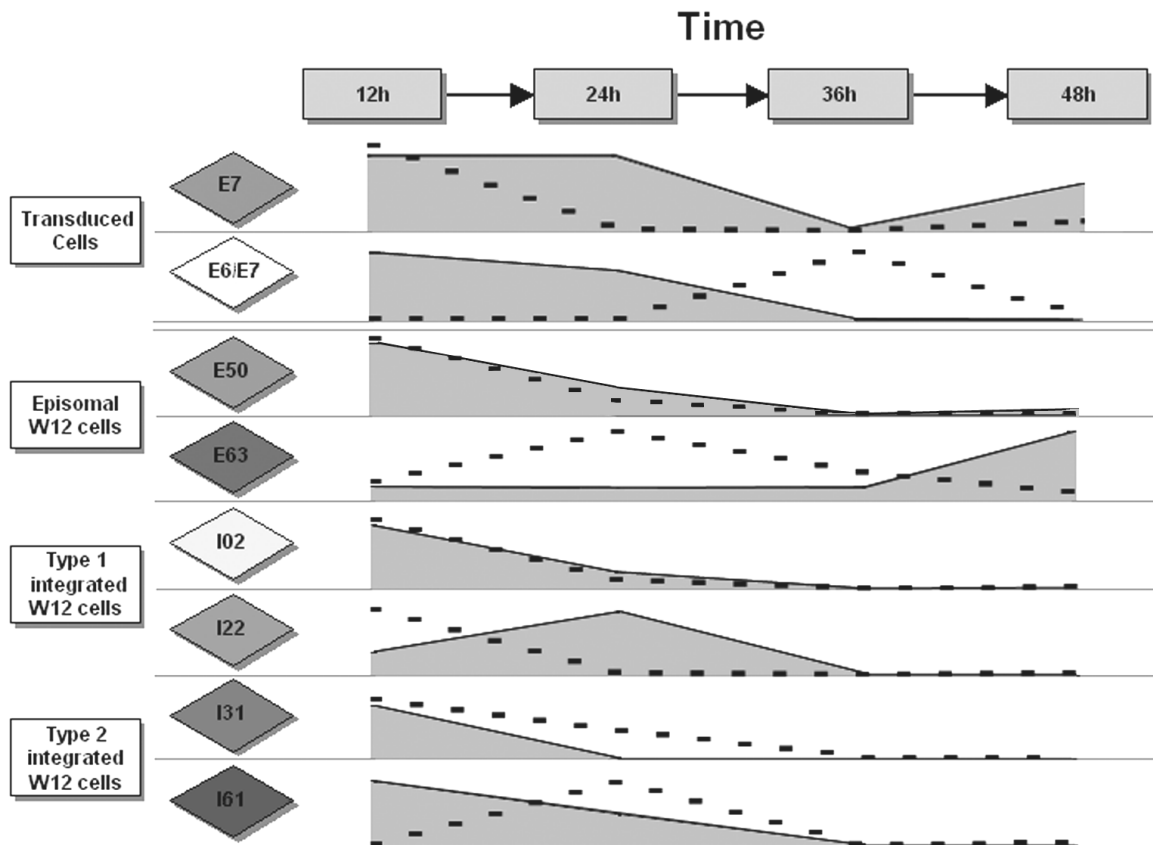 Time
12h
24h
36h
48h
Transduced
Cells
E7
E6/E7
Episomal
W12 cells
E50
E63
Type 1
integrated
W12 cells
I02
I22
Type 2
integrated
W12 cells
I31
I61